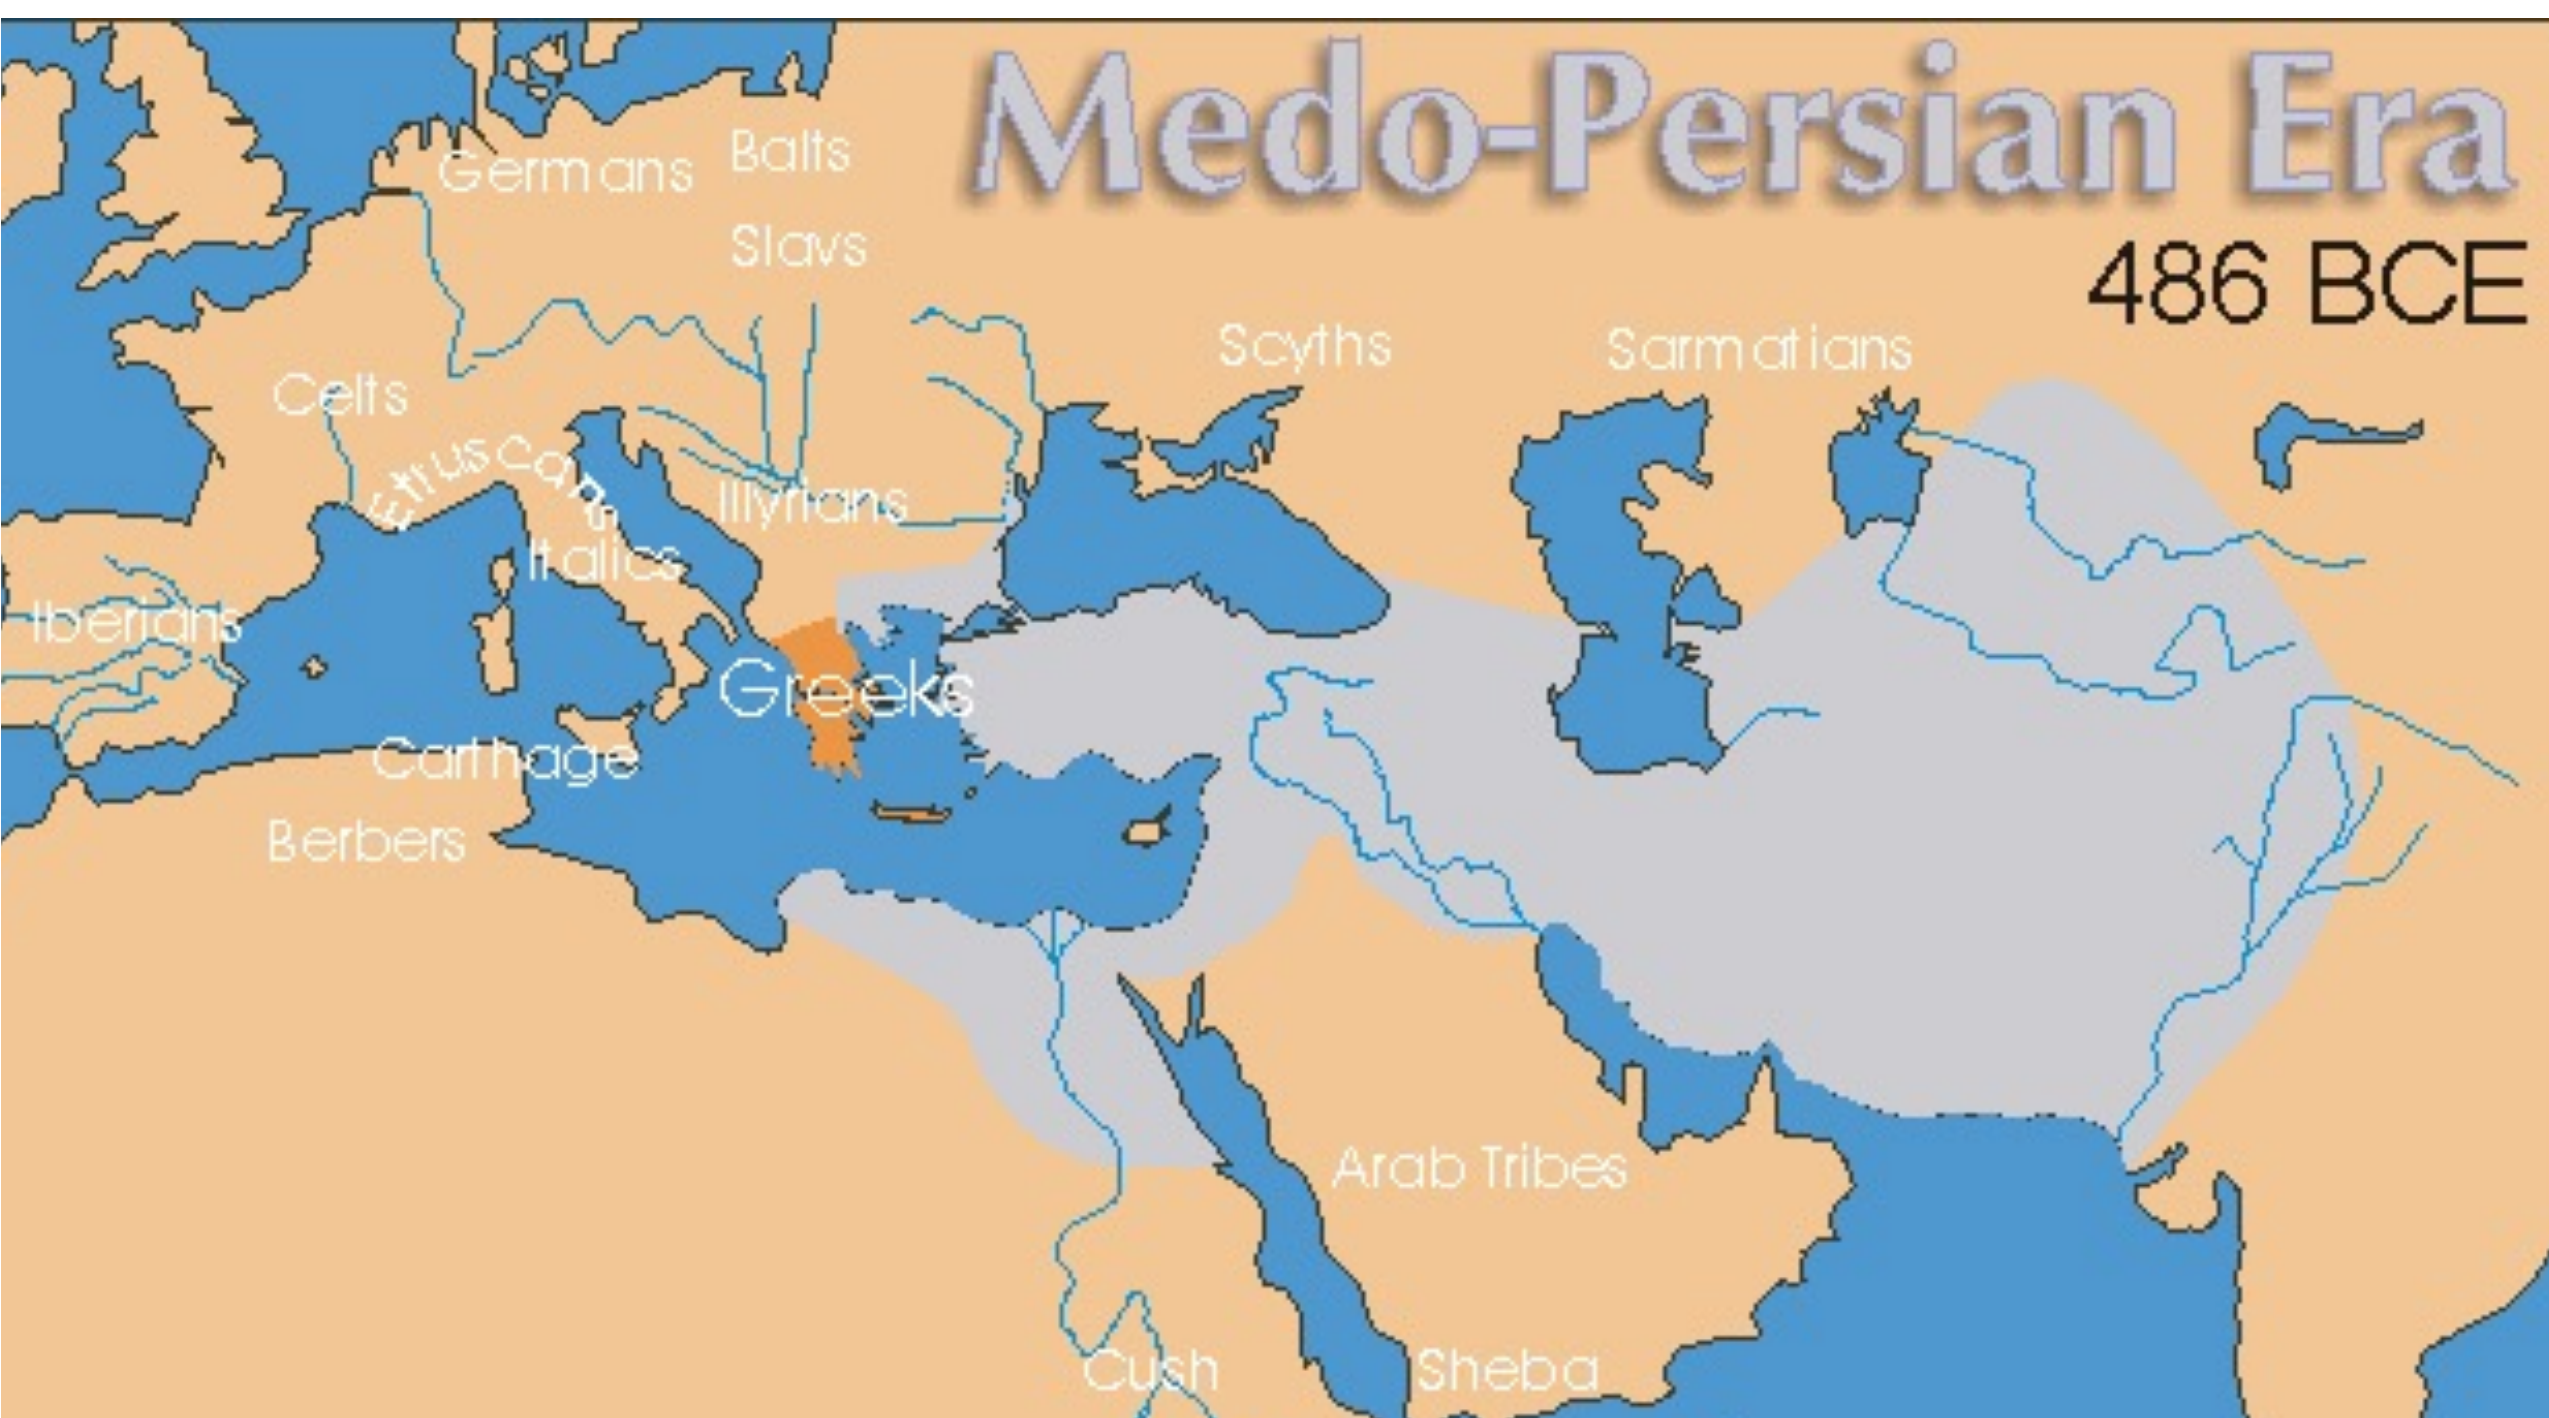 Medo-Persian Era
486 BCE
Germans
Balts
Slavs
Scyths
Sarmatians
Celts
Etruscans
Illyrians
Italics
Iberians
Greeks
Carthage
Berbers
Arab Tribes
Cush
Sheba